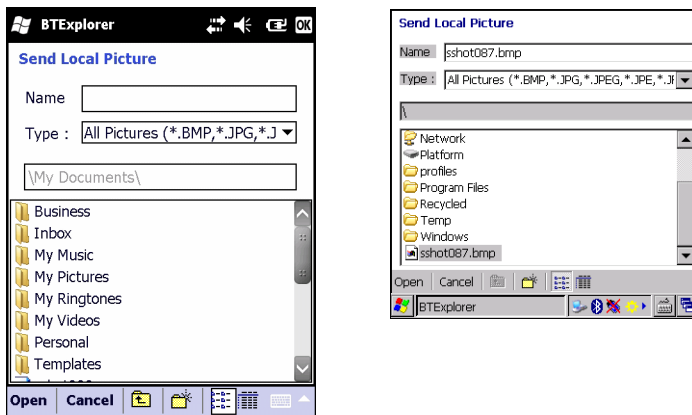 BTExplorer OK
Send Local Picture
Name
Type : All Pictures (*.BMP,*.JPG,*.J
\My Documents\
Business
Inbox
My Music
My Pictures
My Ringtones
My Videos
Personal
Templates
Open Cancel
Send Local Picture
Name sshot087.bmp
Type : All Pictures (*.BMP,*.JPG,*.JPEG,*.JPE,*.JF
\
Network
Platform
profiles
Program Files
Recycled
Temp
Windows
sshot087.bmp
Open Cancel
BTExplorer